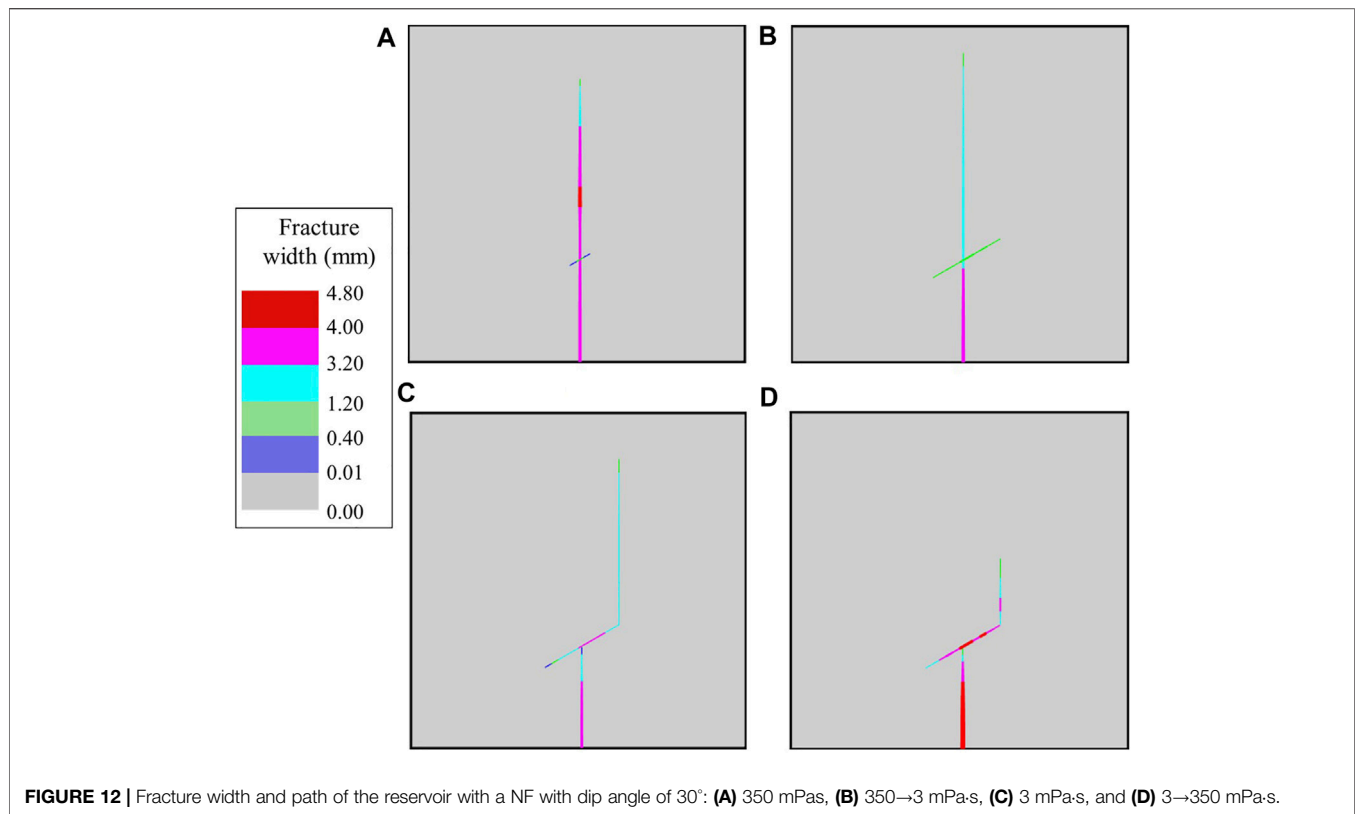 A
B
Fracture
width (mm)
4.80
4.00
3.20
1.20
0.40
0.01
0.00
C
D
FIGURE 12 | Fracture width and path of the reservoir with a NF with dip angle of 30°: (A) 350 mPas, (B) 350→3 mPa·s, (C) 3 mPa·s, and (D) 3→350 mPa·s.